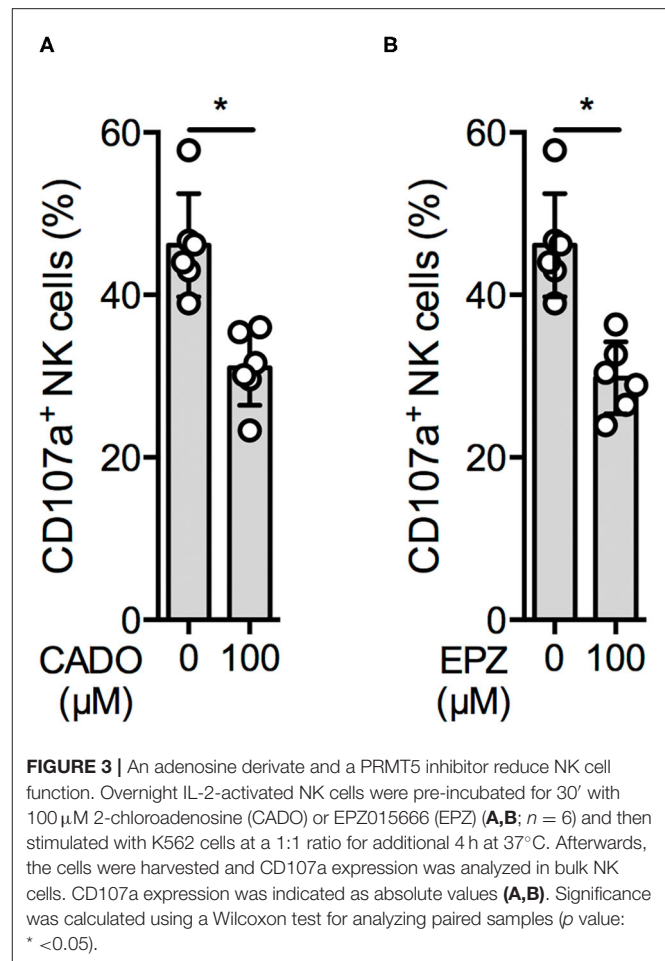 A
B
*
*
60
40
20
0
CD107a⁺ NK cells (%)
CADO 0 100
(µM)
60
40
20
0
CD107a⁺ NK cells (%)
EPZ 0 100
(µM)
FIGURE 3 | An adenosine derivate and a PRMT5 inhibitor reduce NK cell
function. Overnight IL-2-activated NK cells were pre-incubated for 30′ with
100 µM 2-chloroadenosine (CADO) or EPZ015666 (EPZ) (A,B; n = 6) and then
stimulated with K562 cells at a 1:1 ratio for additional 4 h at 37°C. Afterwards,
the cells were harvested and CD107a expression was analyzed in bulk NK
cells. CD107a expression was indicated as absolute values (A,B). Significance
was calculated using a Wilcoxon test for analyzing paired samples (p value:
* <0.05).